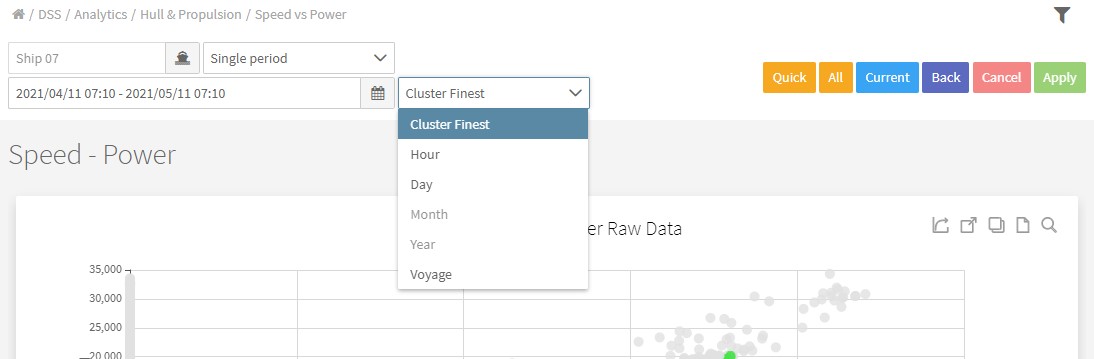 / DSS / Analytics / Hull & Propulsion / Speed vs Power
Ship 07
Single period
Quick
All
Current
Back
Cancel
Apply
2021/04/11 07:10 - 2021/05/11 07:10
Cluster Finest
Cluster Finest
Hour
Day
Month
Year
Voyage
Speed - Power
er Raw Data
35,000
30,000
25,000
20,000